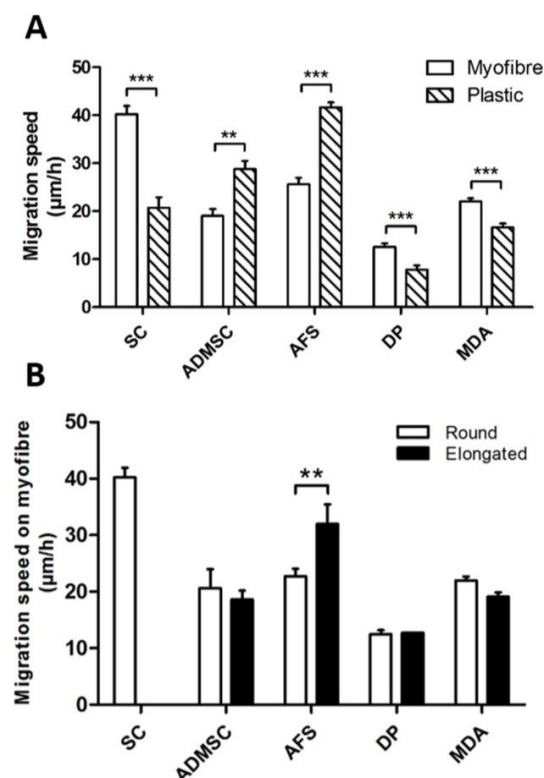 A
Migration speed
(µm/h)
50
40
30
20
10
0
***
**
***
***
***
Myofibre
Plastic
SC
ADMSC
AFS
DP
MDA
B
Migration speed on myofibre
(µm/h)
50
40
30
20
10
0
**
Round
Elongated
SC
ADMSC
AFS
DP
MDA